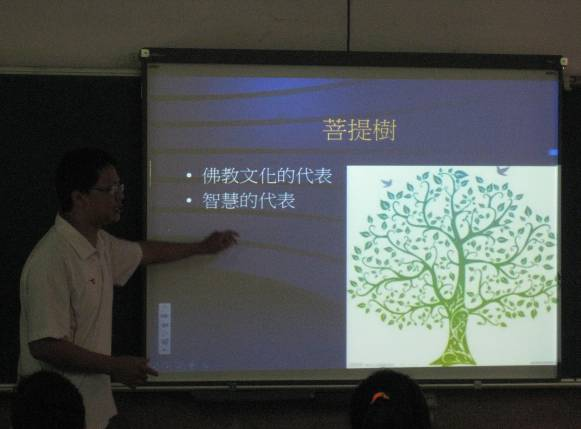 菩提樹
• 佛教文化的代表
• 智慧的代表